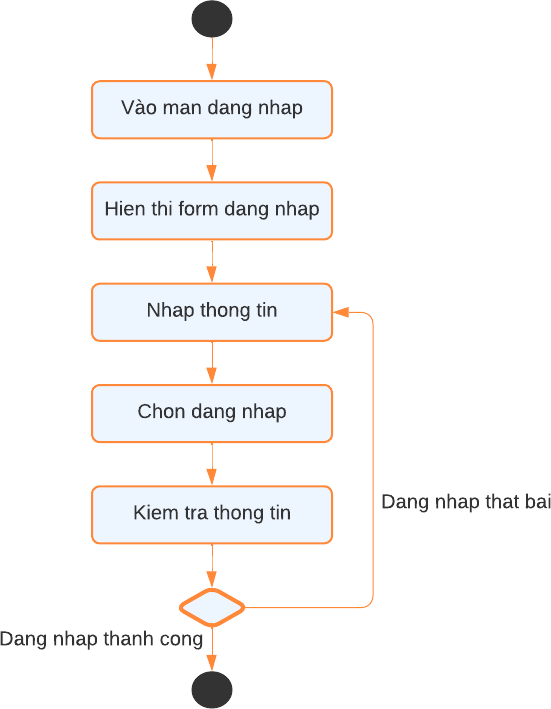 Vào man dang nhap
Hien thi form dang nhap
Nhap thong tin
Chon dang nhap
Kiem tra thong tin
Dang nhap that bai
Dang nhap thanh cong